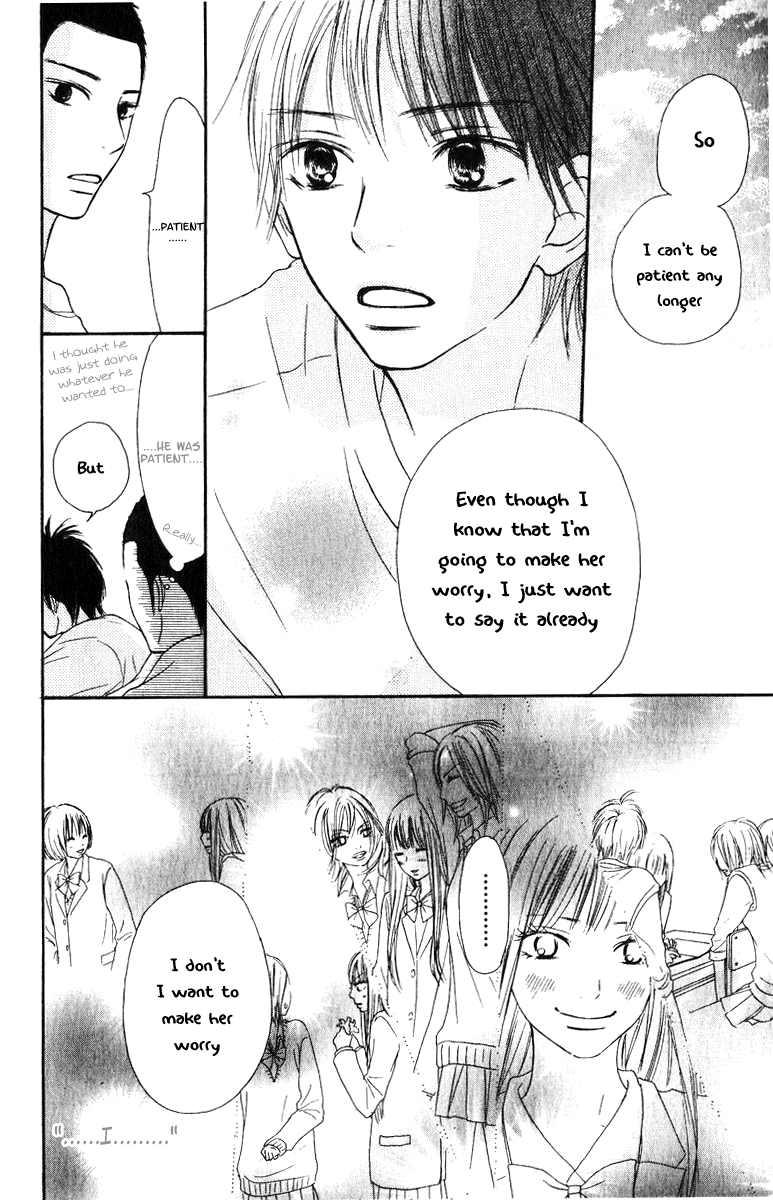 So
I can't be
patient any
longer
Even though I
know that I'm
going to make her
worry, I just want
to say it already
...PATIENT
......
....HE WAS
PATIENT....
Really...
I thought he
was just doing
whatever he
wanted to...
But
.........
I don't
I want to
make her
worry
"......I........."